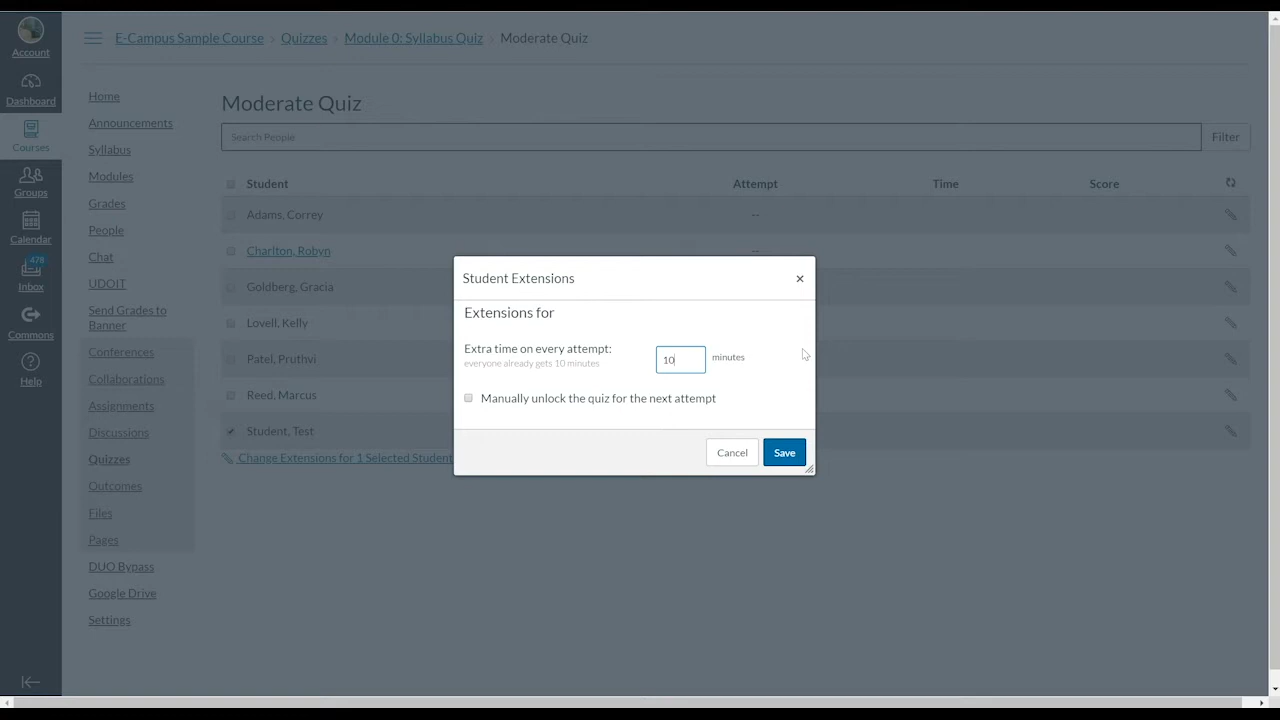 Account
Dashboard
Courses
Groups
Calendar
478
Inbox
Commons
Help
E-Campus Sample Course › Quizzes › Module 0: Syllabus Quiz › Moderate Quiz
Home
Announcements
Syllabus
Modules
Grades
People
Chat
UDOIT
Send Grades to
Banner
Conferences
Collaborations
Assignments
Discussions
Quizzes
Outcomes
Files
Pages
DUO Bypass
Google Drive
Settings
Moderate Quiz
Search People
Filter
Student Attempt Time Score
Adams, Correy --
Charlton, Robyn --
Goldberg, Gracia
Lovell, Kelly
Patel, Pruthvi
Reed, Marcus
Student, Test
Change Extensions for 1 Selected Student
Student Extensions
×
Extensions for
Extra time on every attempt:
everyone already gets 10 minutes
10 minutes
Manually unlock the quiz for the next attempt
Cancel
Save